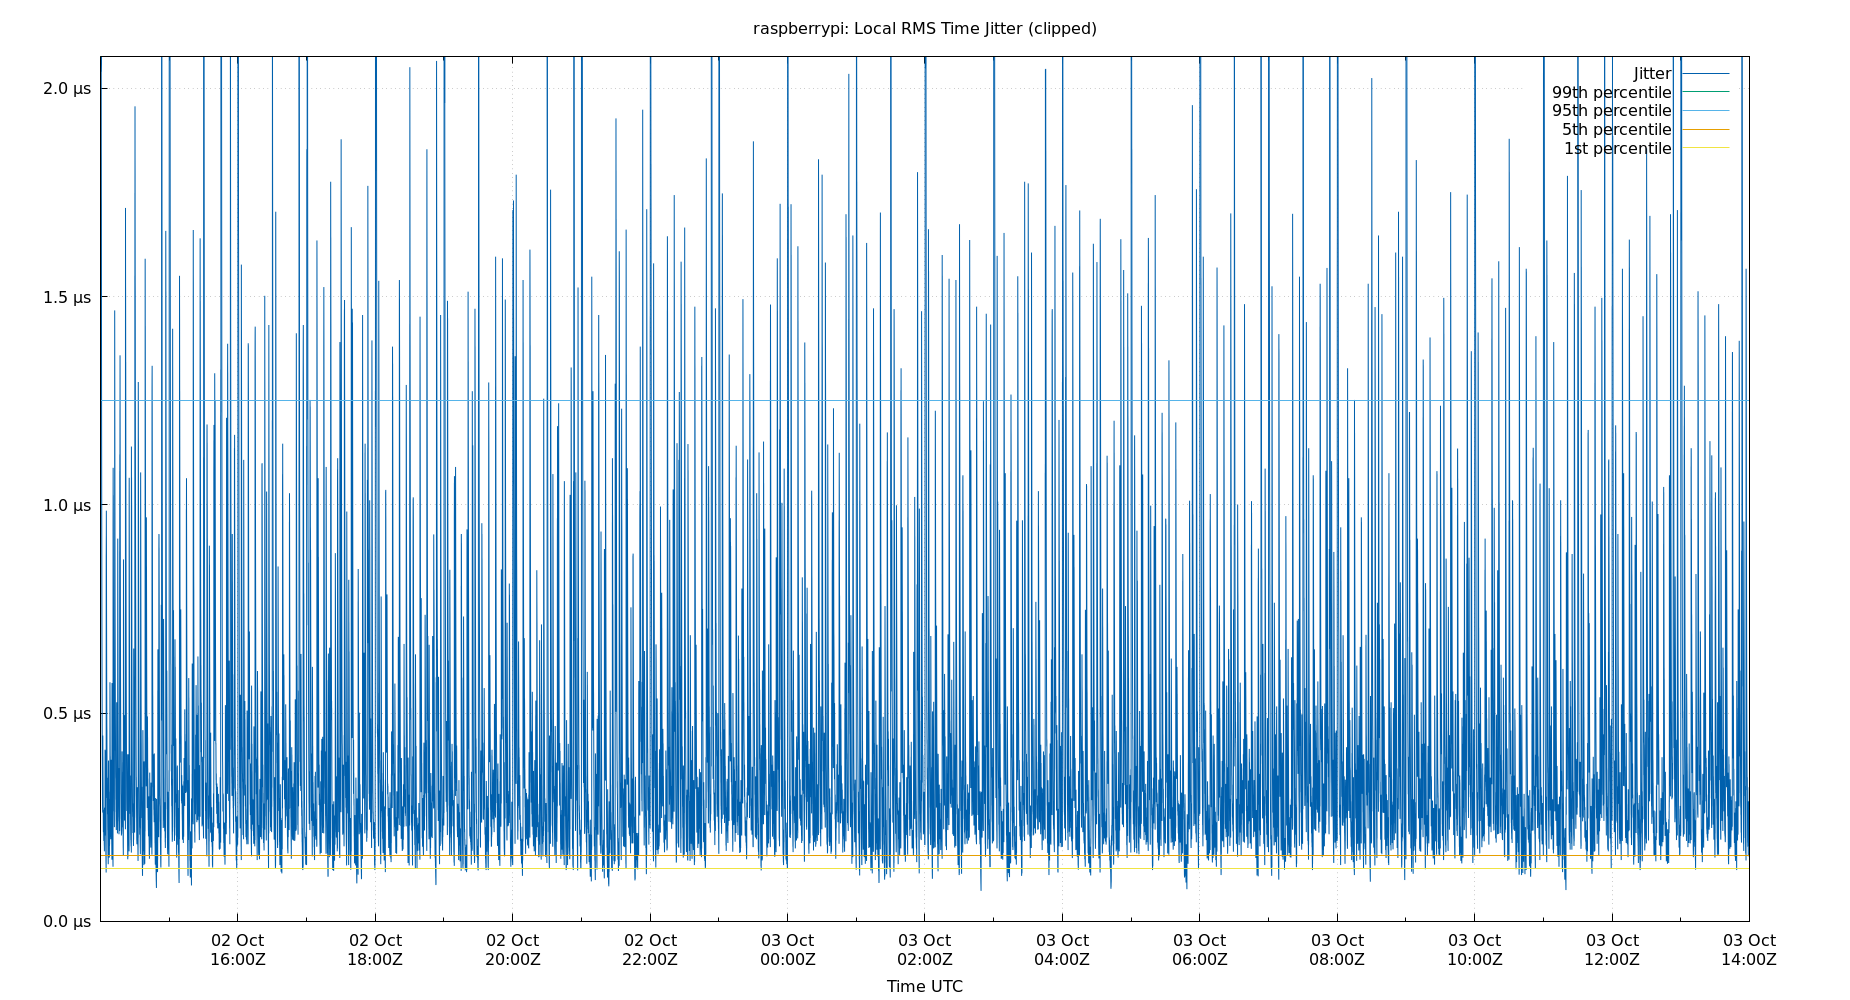 raspberrypi: Local RMS Time Jitter (clipped)
2.0 µs
1.5 µs
1.0 µs
0.5 µs
0.0 µs
Jitter
99th percentile
95th percentile
5th percentile
1st percentile
02 Oct 02 Oct 02 Oct 02 Oct 03 Oct 03 Oct 03 Oct 03 Oct 03 Oct 03 Oct 03 Oct 03 Oct
16:00Z 18:00Z 20:00Z 22:00Z 00:00Z 02:00Z 04:00Z 06:00Z 08:00Z 10:00Z 12:00Z 14:00Z
Time UTC